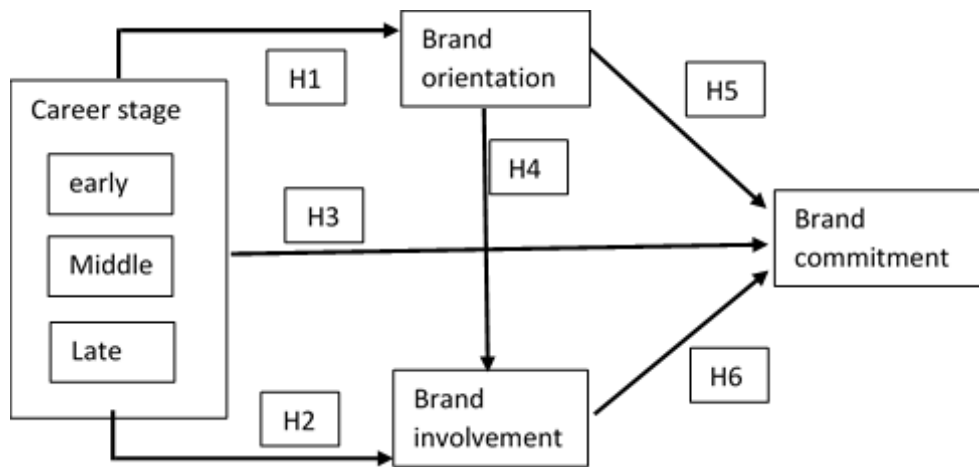 Brand
orientation
H1
H5
Career stage
early
H4
H3
Brand
commitment
Middle
Late
H6
Brand
involvement
H2